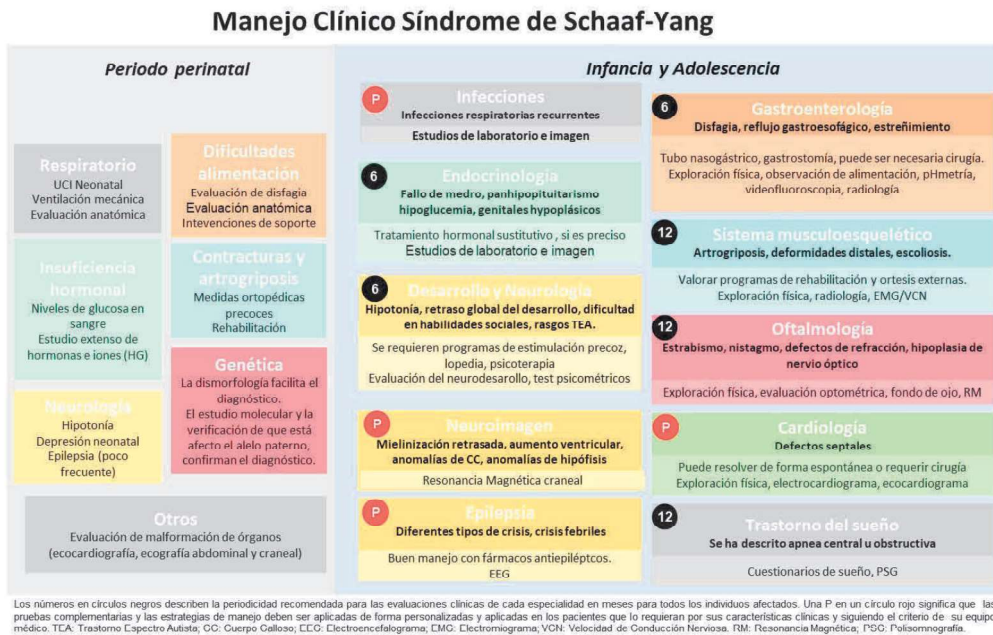 Manejo Clínico Síndrome de Schaaf-Yang
Periodo perinatal
Respiratorio
UCI Neonatal
Ventilación mecánica
Evaluación anatómica
Dificultades
alimentación
Evaluación de disfagia
Evaluación anatómica
Intevenciones de soporte
Insuficiencia
hormonal
Niveles de glucosa en
sangre
Estudio extenso de
hormonas e iones (HG)
Contracturas y
artrogriposis
Medidas ortopédicas
precoces
Rehabilitación
Neurología
Hipotonía
Depresión neonatal
Epilepsia (poco
frecuente)
Genética
La dismorfología facilita el
diagnóstico.
El estudio molecular y la
verificación de que está
afecto el alelo paterno,
confirman el diagnóstico.
Otros
Evaluación de malformación de órganos
(ecocardiografía, ecografía abdominal y craneal)
Infancia y Adolescencia
P
Infecciones
Infecciones respiratorias recurrentes
Estudios de laboratorio e imagen
6
Endocrinología
Fallo de medro, panhipopituitarismo
hipoglucemia, genitales hypoplásicos
Tratamiento hormonal sustitutivo , si es preciso
Estudios de laboratorio e imagen
6
Desarrollo y Neurología
Hipotonía, retraso global del desarrollo, dificultad
en habilidades sociales, rasgos TEA.
Se requieren programas de estimulación precoz,
lopedia, psicoterapia
Evaluación del neurodesarollo, test psicométricos
P
Neuroimagen
Mielinización retrasada, aumento ventricular,
anomalías de CC, anomalías de hipófisis
Resonancia Magnética craneal
P
Epilepsia
Diferentes tipos de crisis, crisis febriles
Buen manejo con fármacos antiepiléptcos.
EEG
6
Gastroenterología
Disfagia, reflujo gastroesofágico, estreñimiento
Tubo nasogástrico, gastrostomía, puede ser necesaria cirugía.
Exploración física, observación de alimentación, pHmetría,
videofluoroscopia, radiología
12
Sistema musculoesquelético
Artrogriposis, deformidades distales, escoliosis.
Valorar programas de rehabilitación y ortesis externas.
Exploración física, radiología, EMG/VCN
12
Oftalmología
Estrabismo, nistagmo, defectos de refracción, hipoplasia de
nervio óptico
Exploración física, evaluación optométrica, fondo de ojo, RM
P
Cardiología
Defectos septales
Puede resolver de forma espontánea o requerir cirugía
Exploración física, electrocardiograma, ecocardiograma
12
Trastorno del sueño
Se ha descrito apnea central u obstructiva
Cuestionarios de sueño, PSG
Los números en círculos negros describen la periodicidad recomendada para las evaluaciones clínicas de cada especialidad en meses para todos los individuos afectados. Una P en un círculo rojo significa que las
pruebas complementarias y las estrategias de manejo deben ser aplicadas de forma personalizadas y aplicadas en los pacientes que lo requieran por sus características clínicas y siguiendo el criterio de su equipo
médico. TEA: Trastorno Espectro Autista; CC: Cuerpo Calloso; EEG: Electroencefalograma; EMG: Electromiograma; VCN: Velocidad de Conducción Nerviosa. RM: Resonancia Magnética; PSG: Polisomnografía.